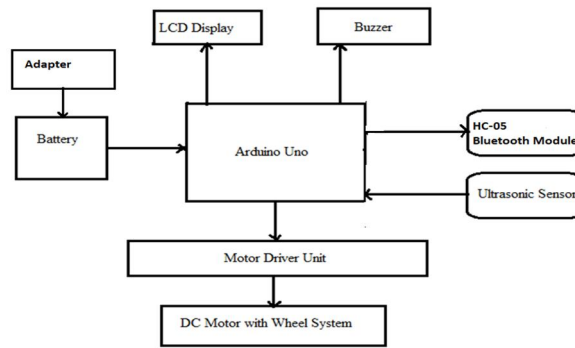 LCD Display
Buzzer
Adapter
Battery
Arduino Uno
HC-05
Bluetooth Module
Ultrasonic Sensor
Motor Driver Unit
DC Motor with Wheel System